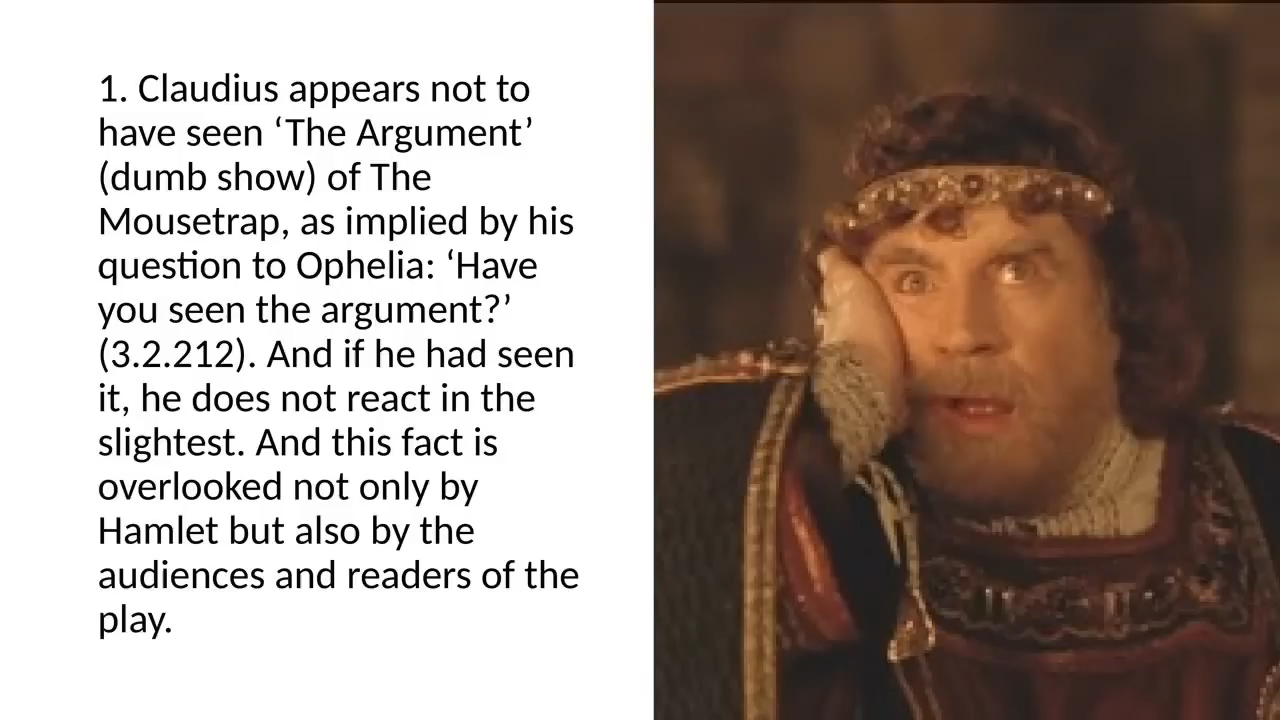 1. Claudius appears not to
have seen ‘The Argument’
(dumb show) of The
Mousetrap, as implied by his
question to Ophelia: ‘Have
you seen the argument?’
(3.2.212). And if he had seen
it, he does not react in the
slightest. And this fact is
overlooked not only by
Hamlet but also by the
audiences and readers of the
play.